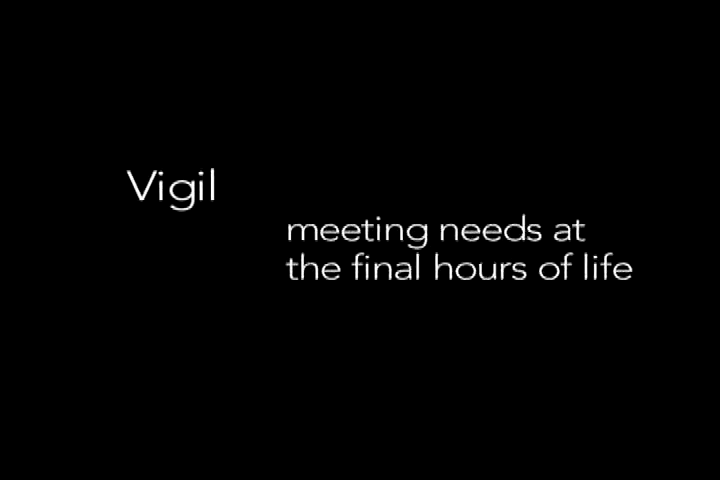 Vigil
meeting needs at
the final hours of life